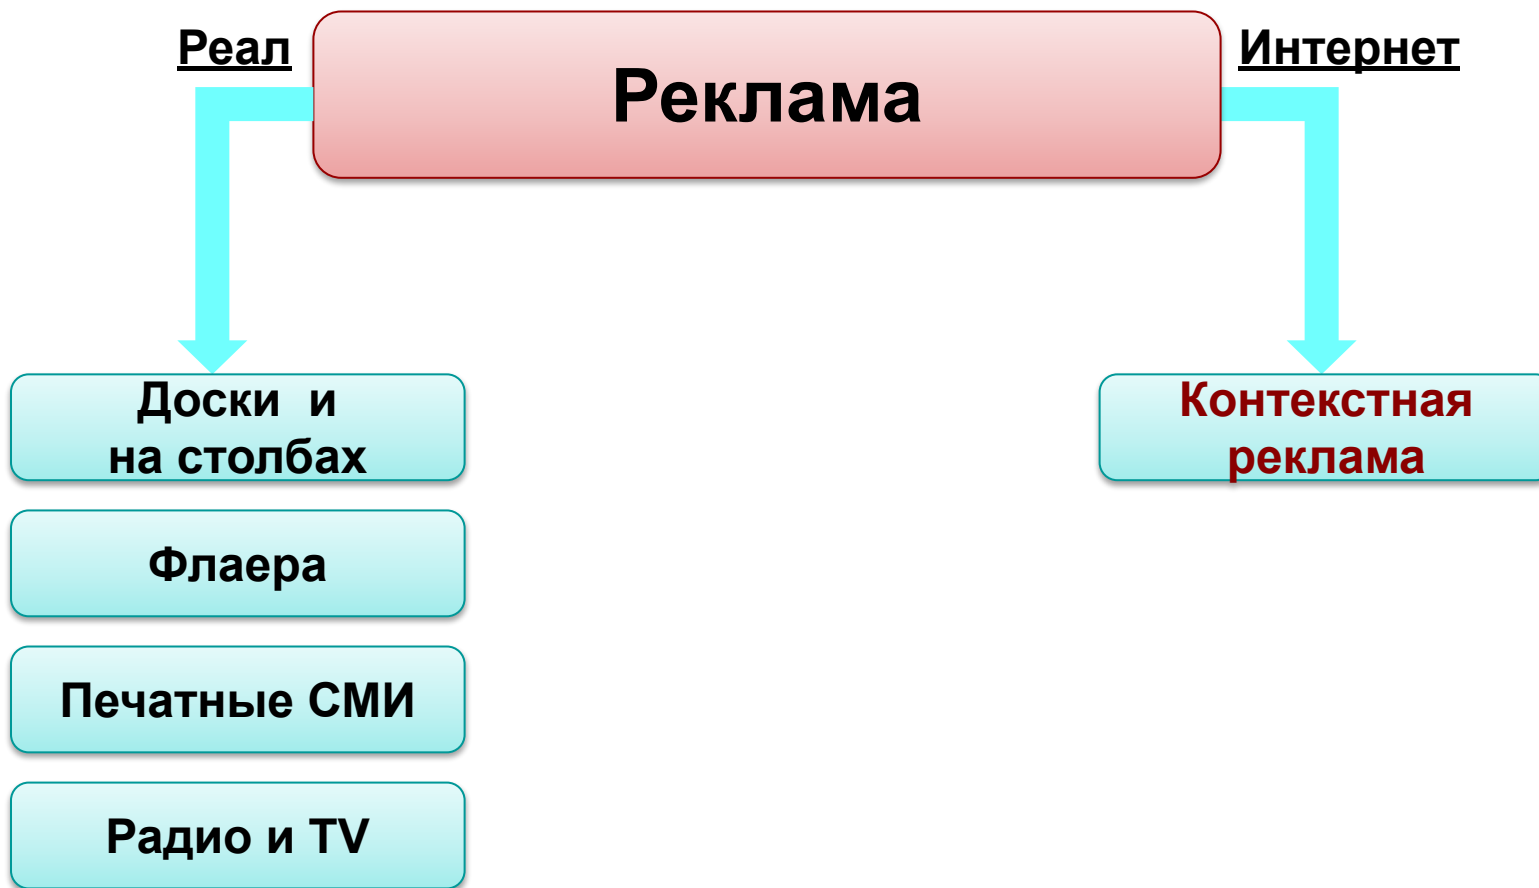 Реал
Реклама
Интернет
Доски и
на столбах
Контекстная
реклама
Флаера
Печатные СМИ
Радио и TV